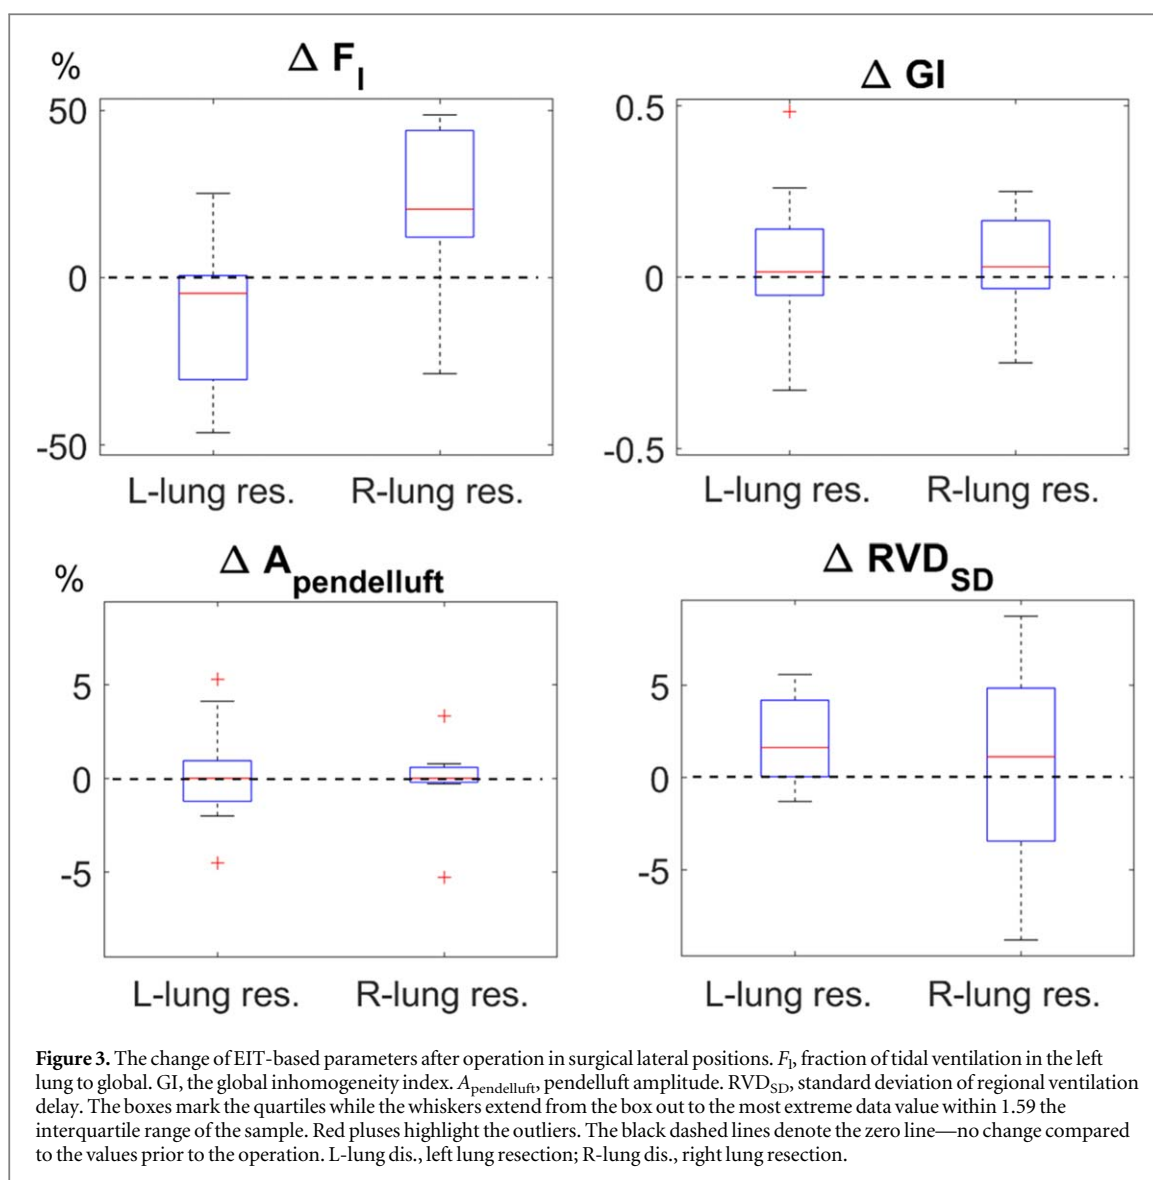 % Δ F_l
50
0
-50
L-lung res. R-lung res.
Δ GI
0.5
0
-0.5
L-lung res. R-lung res.
% Δ A_pendelluft
5
0
-5
L-lung res. R-lung res.
Δ RVD_SD
5
0
-5
L-lung res. R-lung res.
Figure 3. The change of EIT-based parameters after operation in surgical lateral positions. F_l, fraction of tidal ventilation in the left
lung to global. GI, the global inhomogeneity index. A_pendelluft, pendelluft amplitude. RVD_SD, standard deviation of regional ventilation
delay. The boxes mark the quartiles while the whiskers extend from the box out to the most extreme data value within 1.59 the
interquartile range of the sample. Red pluses highlight the outliers. The black dashed lines denote the zero line—no change compared
to the values prior to the operation. L-lung dis., left lung resection; R-lung dis., right lung resection.